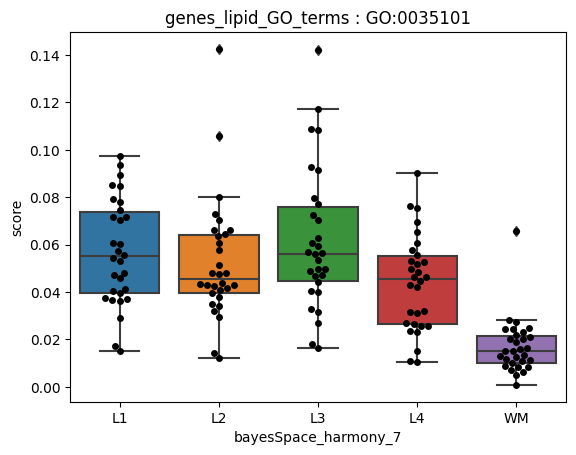 genes_lipid_GO_terms : GO:0035101
score
0.14
0.12
0.10
0.08
0.06
0.04
0.02
0.00
L1 L2 L3 L4 WM
bayesSpace_harmony_7